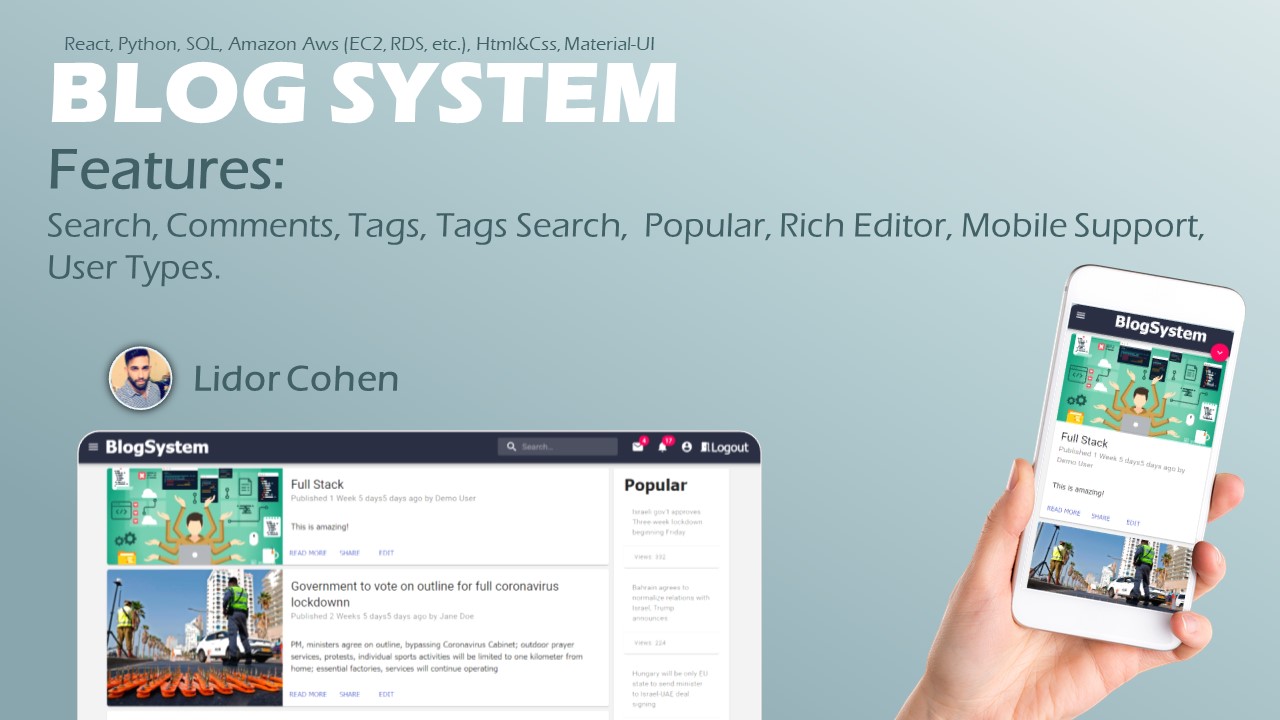 React, Python, SQL, Amazon Aws (EC2, RDS, etc.), Html&Css, Material-UI
BLOG SYSTEM
Features:
Search, Comments, Tags, Tags Search,  Popular, Rich Editor, Mobile Support,
User Types.
Lidor Cohen
BlogSystem
Search...
4
17
Logout
Full Stack
Published 1 Week 5 days5 days ago by Demo User
This is amazing!
READ MORE SHARE EDIT
Government to vote on outline for full coronavirus
lockdownn
Published 2 Weeks 5 days5 days ago by Jane Doe
PM, ministers agree on outline, bypassing Coronavirus Cabinet; outdoor prayer
services, protests, individual sports activities will be limited to one kilometer from
home; essential factories, services will continue operating
READ MORE SHARE EDIT
Popular
Israeli gov't approves
Three-week lockdown
beginning Friday
Views: 332
Bahrain agrees to
normalize relations with
Israel, Trump
announces
Views: 224
Hungary will be only EU
state to send minister
to Israel-UAE deal
signing
BlogSystem
Full Stack
Published 1 Week 5 days5 days ago by
Demo User
This is amazing!
READ MORE SHARE EDIT